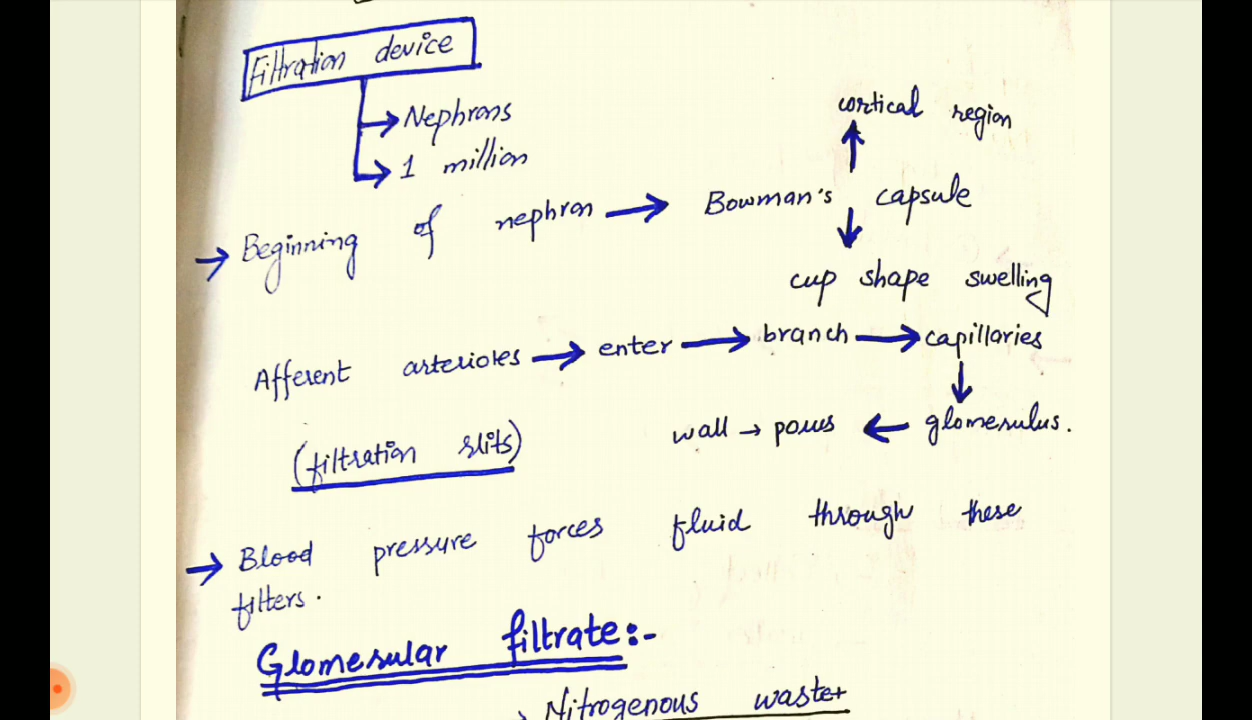 Filtration device
→ Nephrons
→ 1 million
cortical region
↑
→ Beginning of nephron → Bowman's capsule
↓
cup shape swelling
Afferent arterioles → enter → branch → capillaries
↓
wall → pores ← glomerulus.
(filtration slits)
→ Blood pressure forces fluid through these
filters.
Glomerular filtrate:-
→ Nitrogenous waste